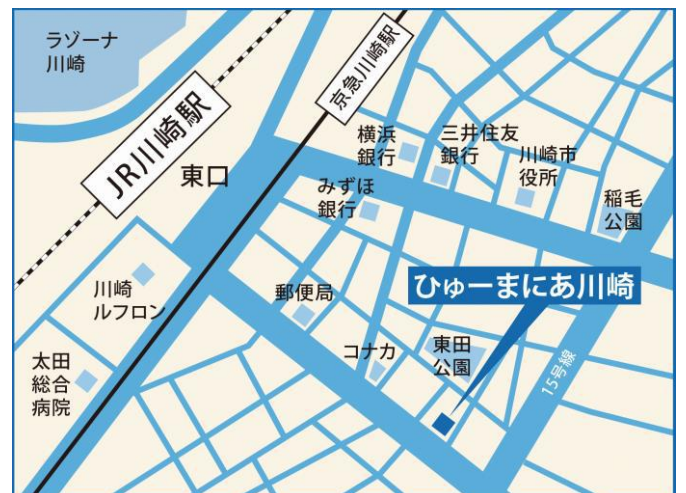 ラゾーナ
川崎
JR川崎駅
東口
京急川崎駅
横浜
銀行
三井住友
銀行
川崎市
役所
稲毛
公園
みずほ
銀行
ひゅーまにあ川崎
川崎
ルフロン
郵便局
コナカ
東田
公園
15号線
太田
総合
病院